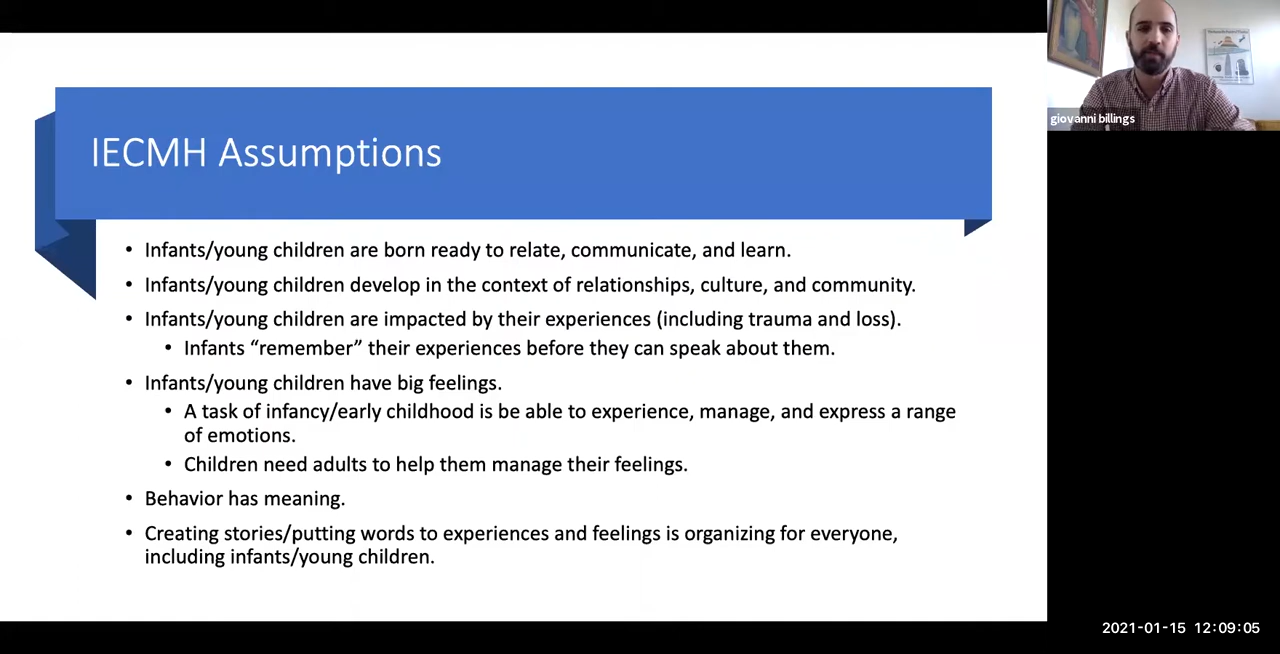 IECMH Assumptions
• Infants/young children are born ready to relate, communicate, and learn.
• Infants/young children develop in the context of relationships, culture, and community.
• Infants/young children are impacted by their experiences (including trauma and loss).
• Infants “remember” their experiences before they can speak about them.
• Infants/young children have big feelings.
• A task of infancy/early childhood is be able to experience, manage, and express a range
of emotions.
• Children need adults to help them manage their feelings.
• Behavior has meaning.
• Creating stories/putting words to experiences and feelings is organizing for everyone,
including infants/young children.
giovanni billings
2021-01-15 12:09:05